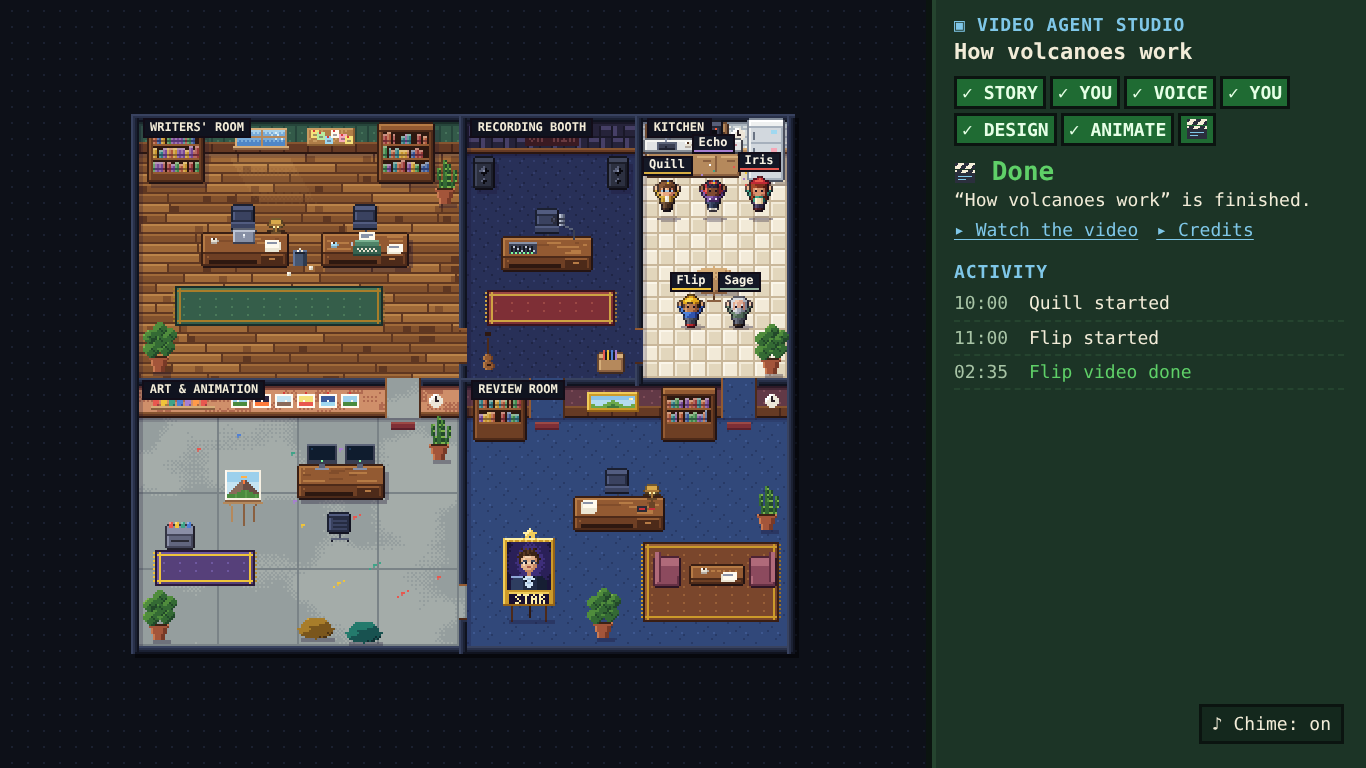 WRITERS' ROOM
RECORDING BOOTH
KITCHEN
Echo
Quill
Iris
Flip
Sage
ART & ANIMATION
REVIEW ROOM
STAR
▣ VIDEO AGENT STUDIO
How volcanoes work
✓ STORY
✓ YOU
✓ VOICE
✓ YOU
✓ DESIGN
✓ ANIMATE
Done
“How volcanoes work” is finished.
▸ Watch the video
▸ Credits
ACTIVITY
10:00 Quill started
11:00 Flip started
02:35 Flip video done
♪ Chime: on